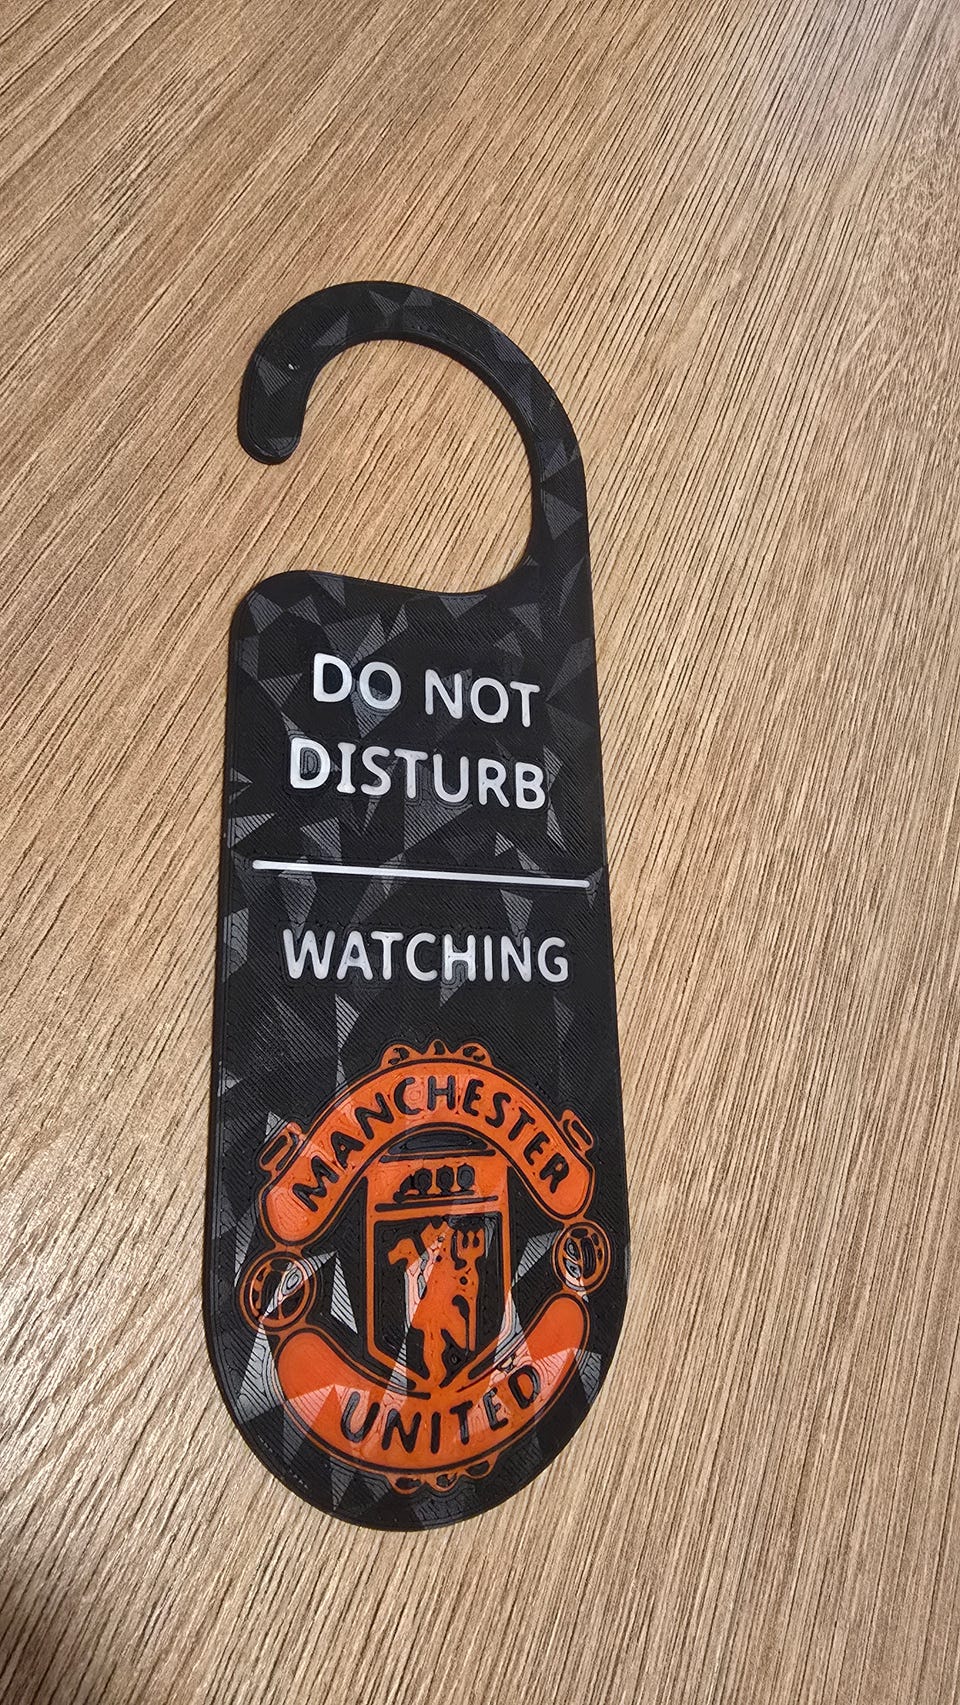 DO NOT
DISTURB
WATCHING
MANCHESTER
UNITED